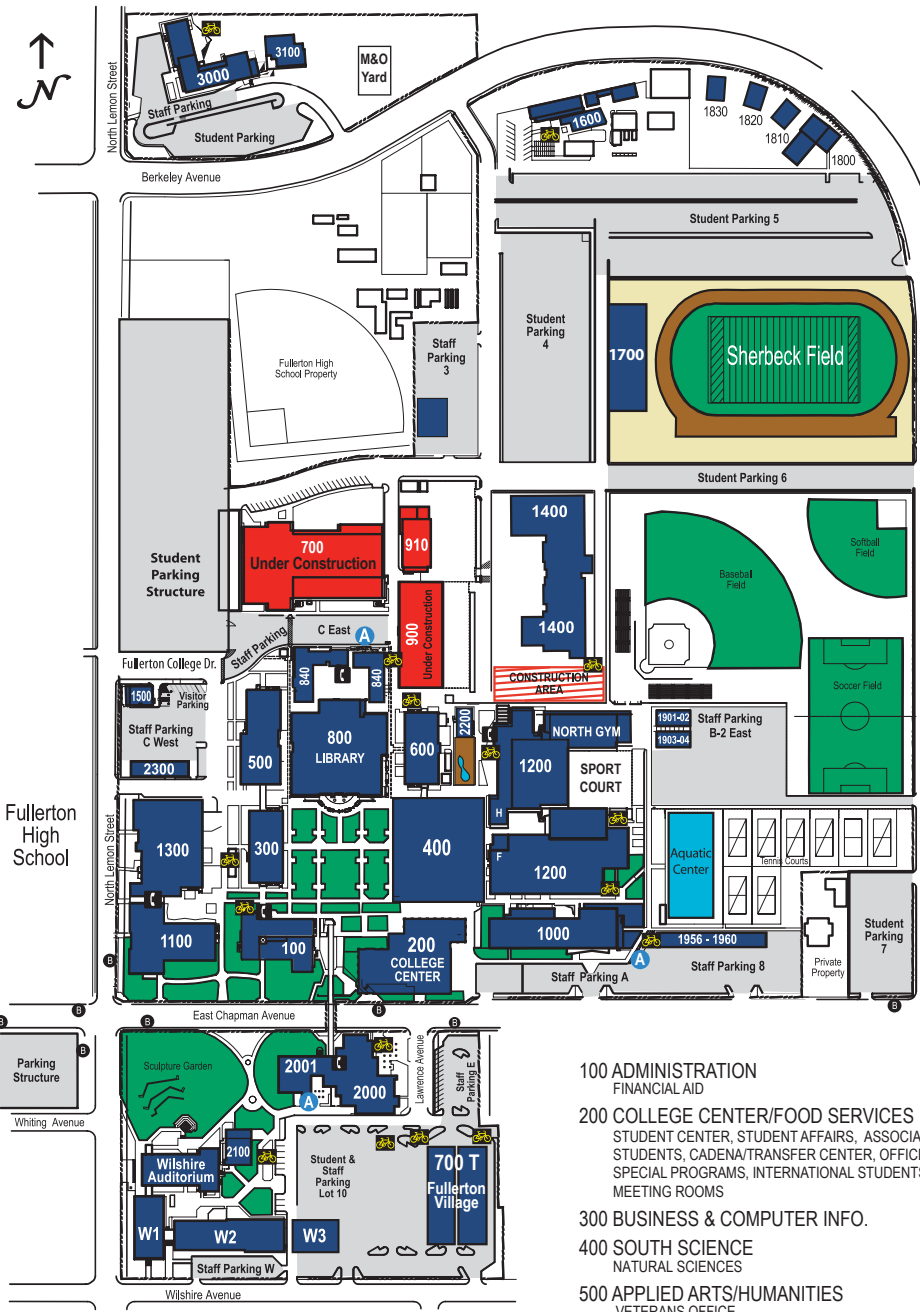 N
North Lemon Street
3000
3100
M&O
Yard
Staff Parking
Student Parking
Berkeley Avenue
1600
1830
1820
1810
1800
Student Parking 5
Student
Parking
4
Staff
Parking
3
Fullerton High
School Property
1700
Sherbeck Field
Student Parking 6
Student
Parking
Structure
700
Under Construction
910
900
Under Construction
1400
1400
CONSTRUCTION
AREA
Baseball
Field
Softball
Field
Soccer Field
Staff Parking
C East
A
Fullerton College Dr.
1500
Visitor
Parking
Staff Parking
C West
2300
500
840
840
800
LIBRARY
600
2200
NORTH GYM
1200
SPORT
COURT
H
F
1200
1901-02
1903-04
Staff Parking
B-2 East
Fullerton
High
School
North Lemon Street
1300
300
400
Aquatic
Center
Tennis Courts
1100
100
200
COLLEGE
CENTER
1000
1956 - 1960
A
Staff Parking A
Staff Parking 8
Private
Property
Student
Parking
7
B
B
B
B
B
B
B
B
East Chapman Avenue
Parking
Structure
Whiting Avenue
Sculpture Garden
2001
2000
A
Lawrence Avenue
Staff
Parking E
2100
Wilshire
Auditorium
Student &
Staff
Parking
Lot 10
700 T
Fullerton
Village
W1
W2
W3
Staff Parking W
Wilshire Avenue
100 ADMINISTRATION
FINANCIAL AID
200 COLLEGE CENTER/FOOD SERVICES
STUDENT CENTER, STUDENT AFFAIRS, ASSOCIA
STUDENTS, CADENA/TRANSFER CENTER, OFFIC
SPECIAL PROGRAMS, INTERNATIONAL STUDENT
MEETING ROOMS
300 BUSINESS & COMPUTER INFO.
400 SOUTH SCIENCE
NATURAL SCIENCES
500 APPLIED ARTS/HUMANITIES
VETERANS OFFICE